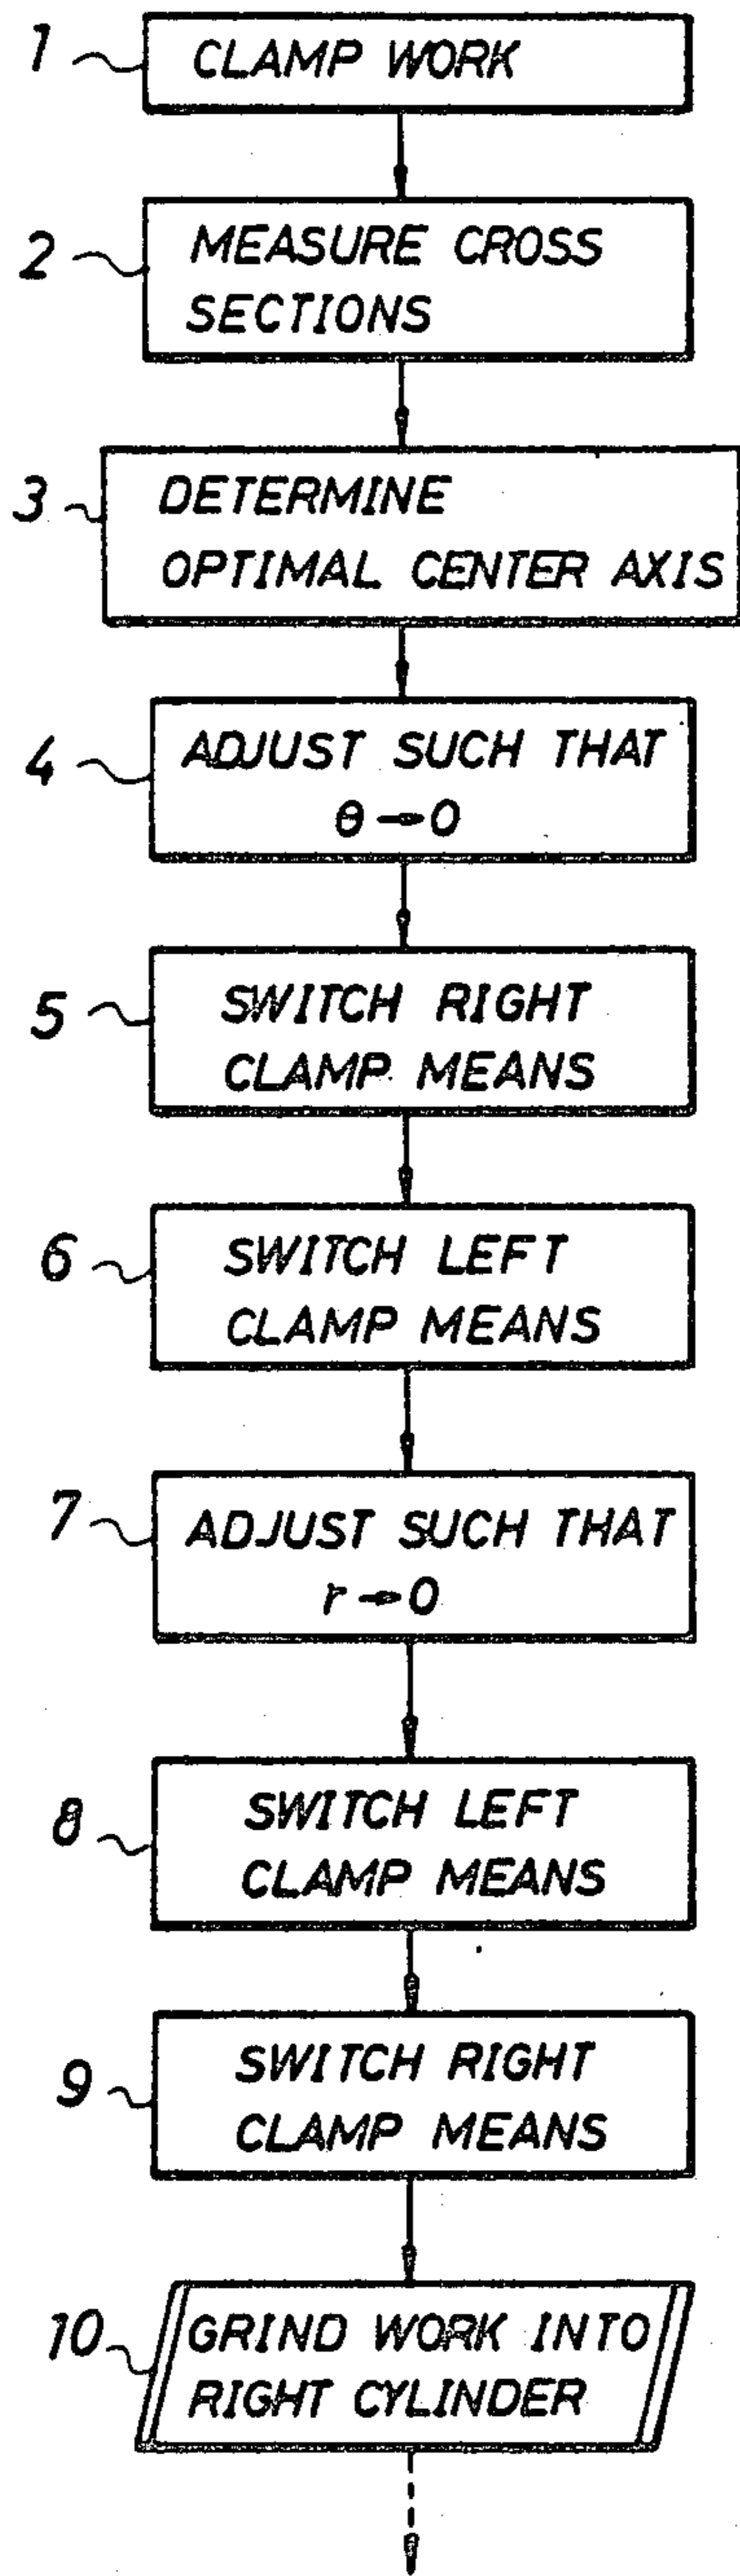 1 CLAMP WORK
2 MEASURE CROSS
SECTIONS
3 DETERMINE
OPTIMAL CENTER AXIS
4 ADJUST SUCH THAT
θ→0
5 SWITCH RIGHT
CLAMP MEANS
6 SWITCH LEFT
CLAMP MEANS
7 ADJUST SUCH THAT
r→0
8 SWITCH LEFT
CLAMP MEANS
9 SWITCH RIGHT
CLAMP MEANS
10 GRIND WORK INTO
RIGHT CYLINDER